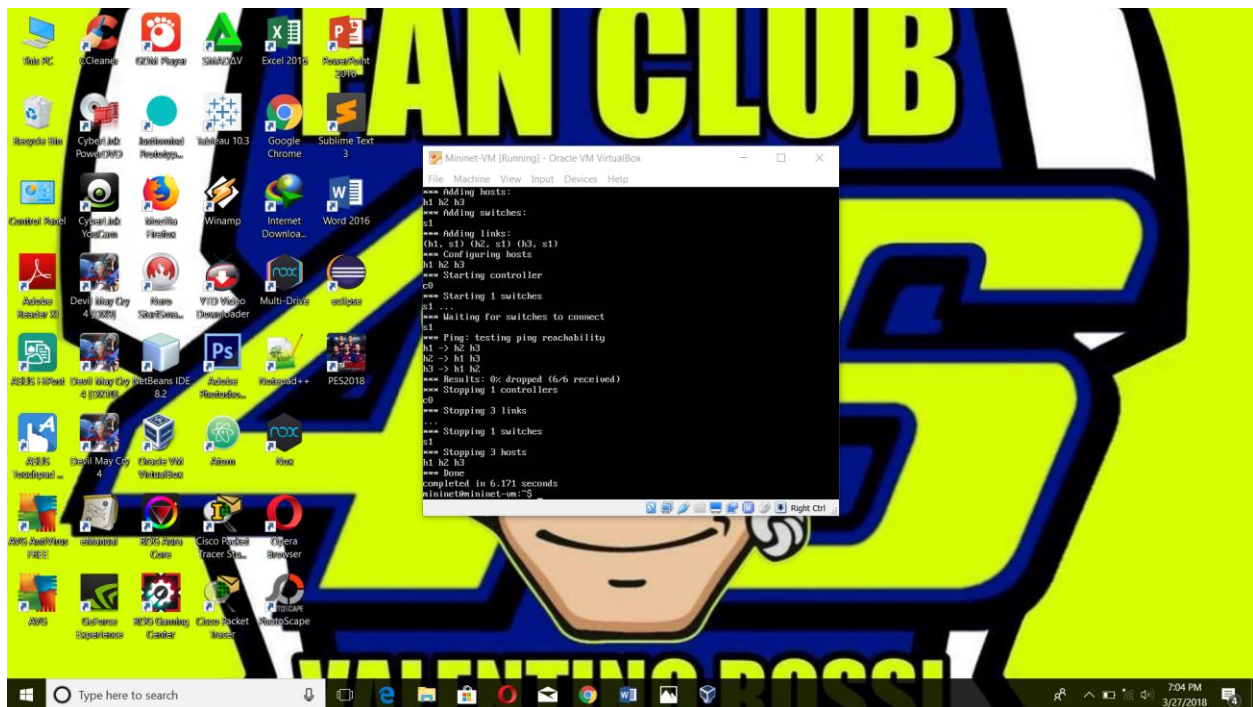 FAN CLUB
This PC
CCleaner
GOM Player
SMADAV
Excel 2016
PowerPoint 2016
Recycle Bin
CyberLink PowerDVD
Justinmind Prototyp...
Tableau 10.3
Google Chrome
Sublime Text 3
Control Panel
CyberLink YouCam
Mozilla Firefox
Winamp
Internet Downloa...
Word 2016
Adobe Reader XI
Devil May Cry 4 [DX9]
Nero StartSma...
YTD Video Downloader
Multi-Drive
eclipse
ASUS HiPost
Devil May Cry 4 [DX10]
NetBeans IDE 8.2
Adobe Photosho...
Notepad++
PES2018
ASUS Touchpad ...
Devil May Cry 4
Oracle VM VirtualBox
Atom
Nox
AVG AntiVirus FREE
eManual
ROG Aura Core
Cisco Packet Tracer Stu...
Opera Browser
AVG
GeForce Experience
ROG Gaming Center
Cisco Packet Tracer
PhotoScape
Mininet-VM [Running] - Oracle VM VirtualBox
File Machine View Input Devices Help
*** Adding hosts:
h1 h2 h3
*** Adding switches:
s1
*** Adding links:
(h1, s1) (h2, s1) (h3, s1)
*** Configuring hosts
h1 h2 h3
*** Starting controller
c0
*** Starting 1 switches
s1 ...
*** Waiting for switches to connect
s1
*** Ping: testing ping reachability
h1 -> h2 h3
h2 -> h1 h3
h3 -> h1 h2
*** Results: 0% dropped (6/6 received)
*** Stopping 1 controllers
c0
*** Stopping 3 links
...
*** Stopping 1 switches
s1
*** Stopping 3 hosts
h1 h2 h3
*** Done
completed in 6.171 seconds
mininet@mininet-vm:~$ _
Right Ctrl
46
VALENTINO ROSSI
Type here to search
7:04 PM
3/27/2018
4